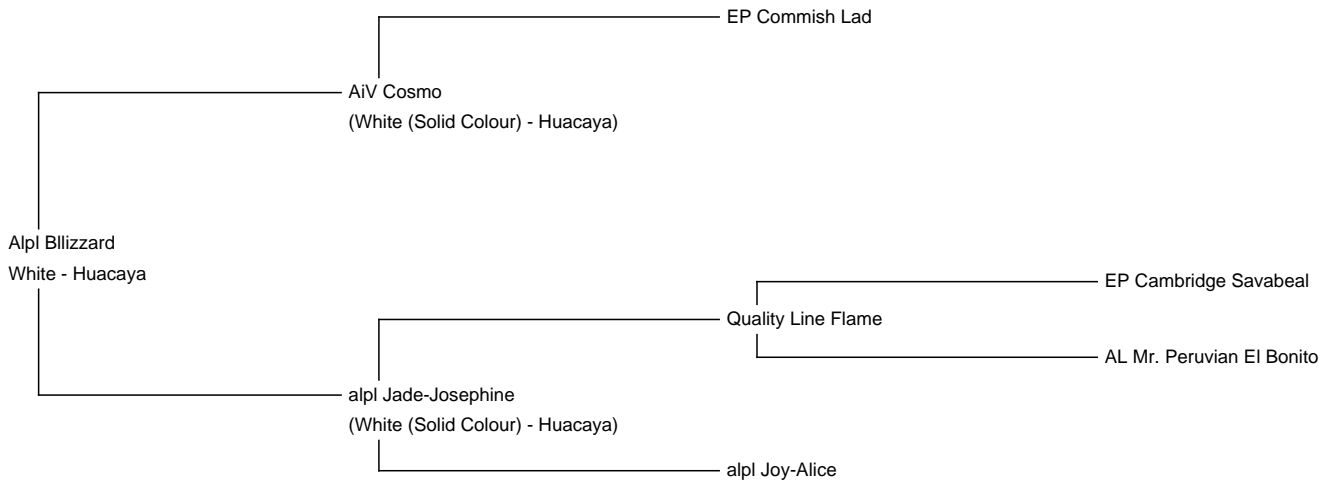 EP Commish Lad
AiV Cosmo
(White (Solid Colour) - Huacaya)
Alpl Bllizzard
White - Huacaya
EP Cambridge Savabeal
Quality Line Flame
AL Mr. Peruvian El Bonito
alpl Jade-Josephine
(White (Solid Colour) - Huacaya)
alpl Joy-Alice